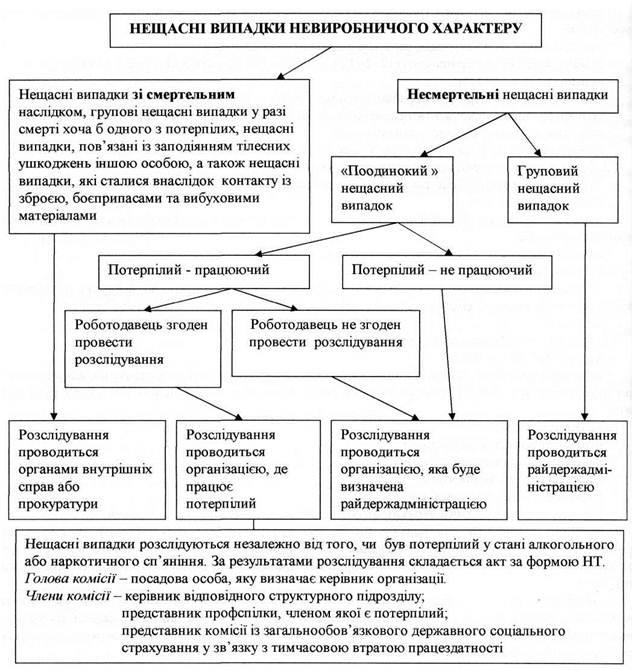 НЕЩАСНІ ВИПАДКИ НЕВИРОБНИЧОГО ХАРАКТЕРУ
Нещасні випадки зі смертельним
наслідком, групові нещасні випадки у разі
смерті хоча б одного з потерпілих, нещасні
випадки, пов’язані із заподіянням тілесних
ушкоджень іншою особою, а також нещасні
випадки, які сталися внаслідок контакту із
зброєю, боєприпасами та вибуховими
матеріалами
Несмертельні нещасні випадки
«Поодинокий »
нещасний
випадок
Груповий
нещасний
випадок
Потерпілий - працюючий
Потерпілий – не працюючий
Роботодавець згоден
провести
розслідування
Роботодавець не згоден
провести розслідування
Розслідування
проводиться
органами внутрішніх
справ або
прокуратури
Розслідування
проводиться
організацією, де
працює
потерпілий
Розслідування
проводиться
організацією, яка буде
визначена
райдержадміністрацією
Розслідування
проводиться
райдержадмі-
ністрацією
Нещасні випадки розслідуються незалежно від того, чи був потерпілий у стані алкогольного
або наркотичного сп’яніння. За результатами розслідування складається акт за формою НТ.
Голова комісії – посадова особа, яку визначає керівник організації.
Члени комісії – керівник відповідного структурного підрозділу;
представник профспілки, членом якої є потерпілий;
представник комісії із загальнообов’язкового державного соціального
страхування у зв’язку з тимчасовою втратою працездатності